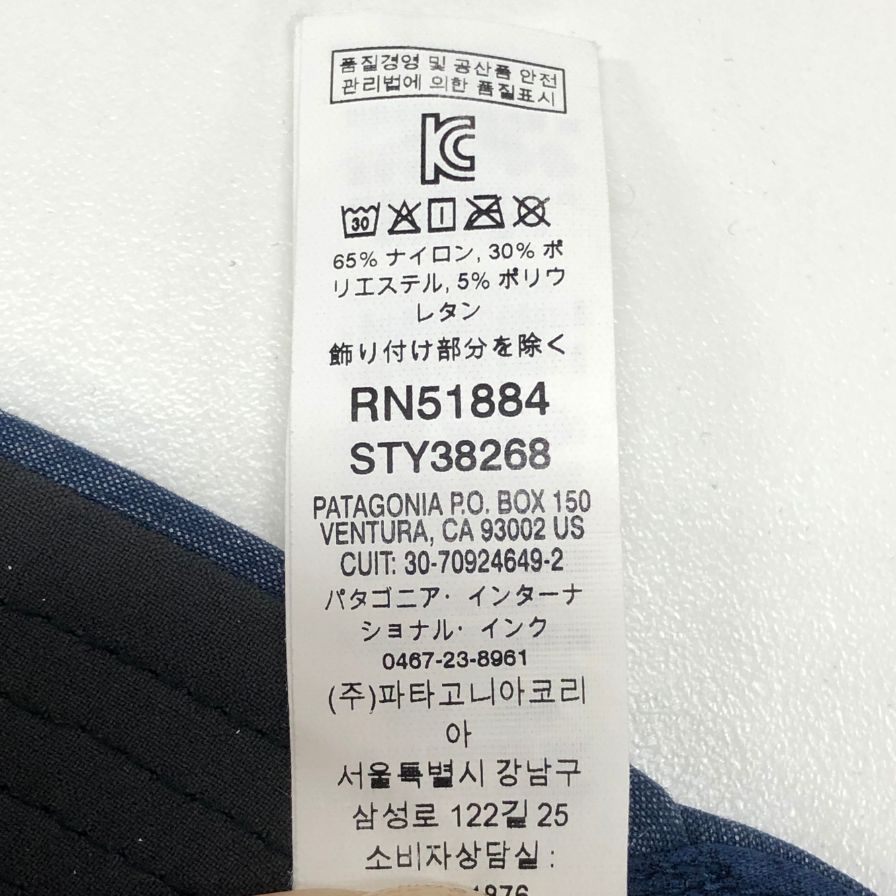 품질경영 및 공산품 안전
관리법에 의한 품질표시
KC
30
65% ナイロン, 30% ポ
リエステル, 5% ポリウ
レタン
飾り付け部分を除く
RN51884
STY38268
PATAGONIA P.O. BOX 150
VENTURA, CA 93002 US
CUIT: 30-70924649-2
パタゴニア・インターナ
ショナル・インク
0467-23-8961
(주)파타고니아코리
아
서울특별시 강남구
삼성로 122길 25
소비자상담실 :